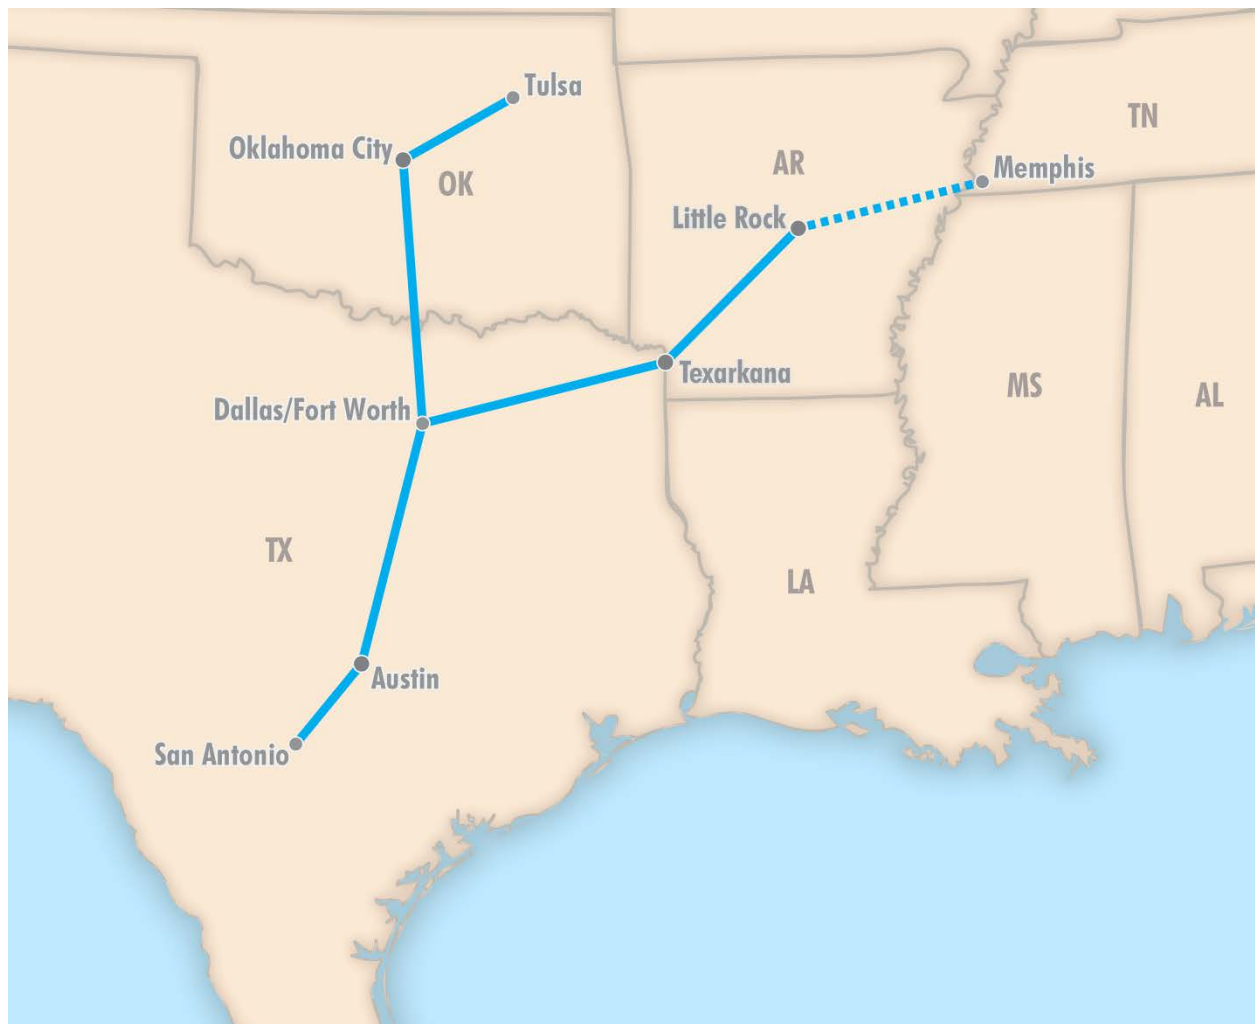 Tulsa
TN
Oklahoma City
AR
Memphis
OK
Little Rock
Texarkana
MS
AL
Dallas/Fort Worth
TX
LA
Austin
San Antonio